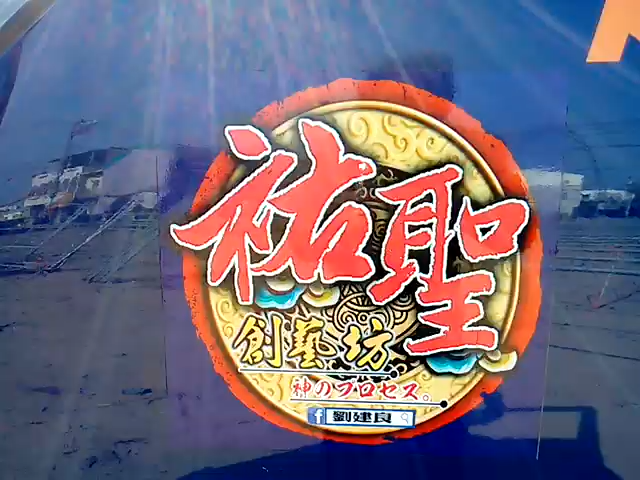 祐聖
創藝坊
神のプロセス。
f 劉建良